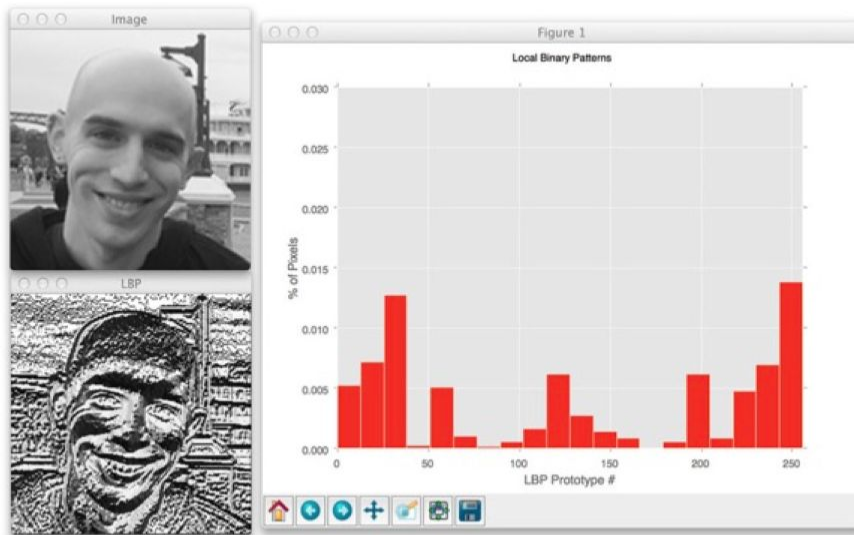 Image
LBP
Figure 1
Local Binary Patterns
0.030
0.025
0.020
0.015
0.010
0.005
0.000
% of Pixels
0
50
100
150
200
250
LBP Prototype #